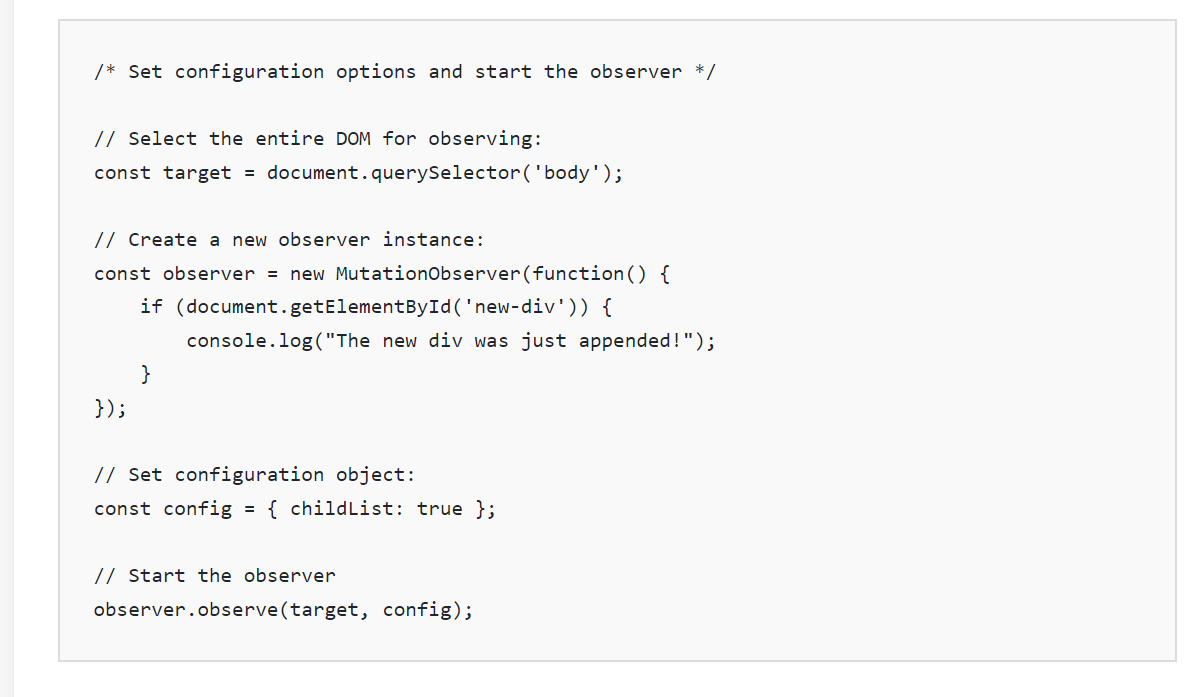 /* Set configuration options and start the observer */
// Select the entire DOM for observing:
const target = document.querySelector('body');
// Create a new observer instance:
const observer = new MutationObserver(function() {
    if (document.getElementById('new-div')) {
        console.log("The new div was just appended!");
    }
});
// Set configuration object:
const config = { childList: true };
// Start the observer
observer.observe(target, config);